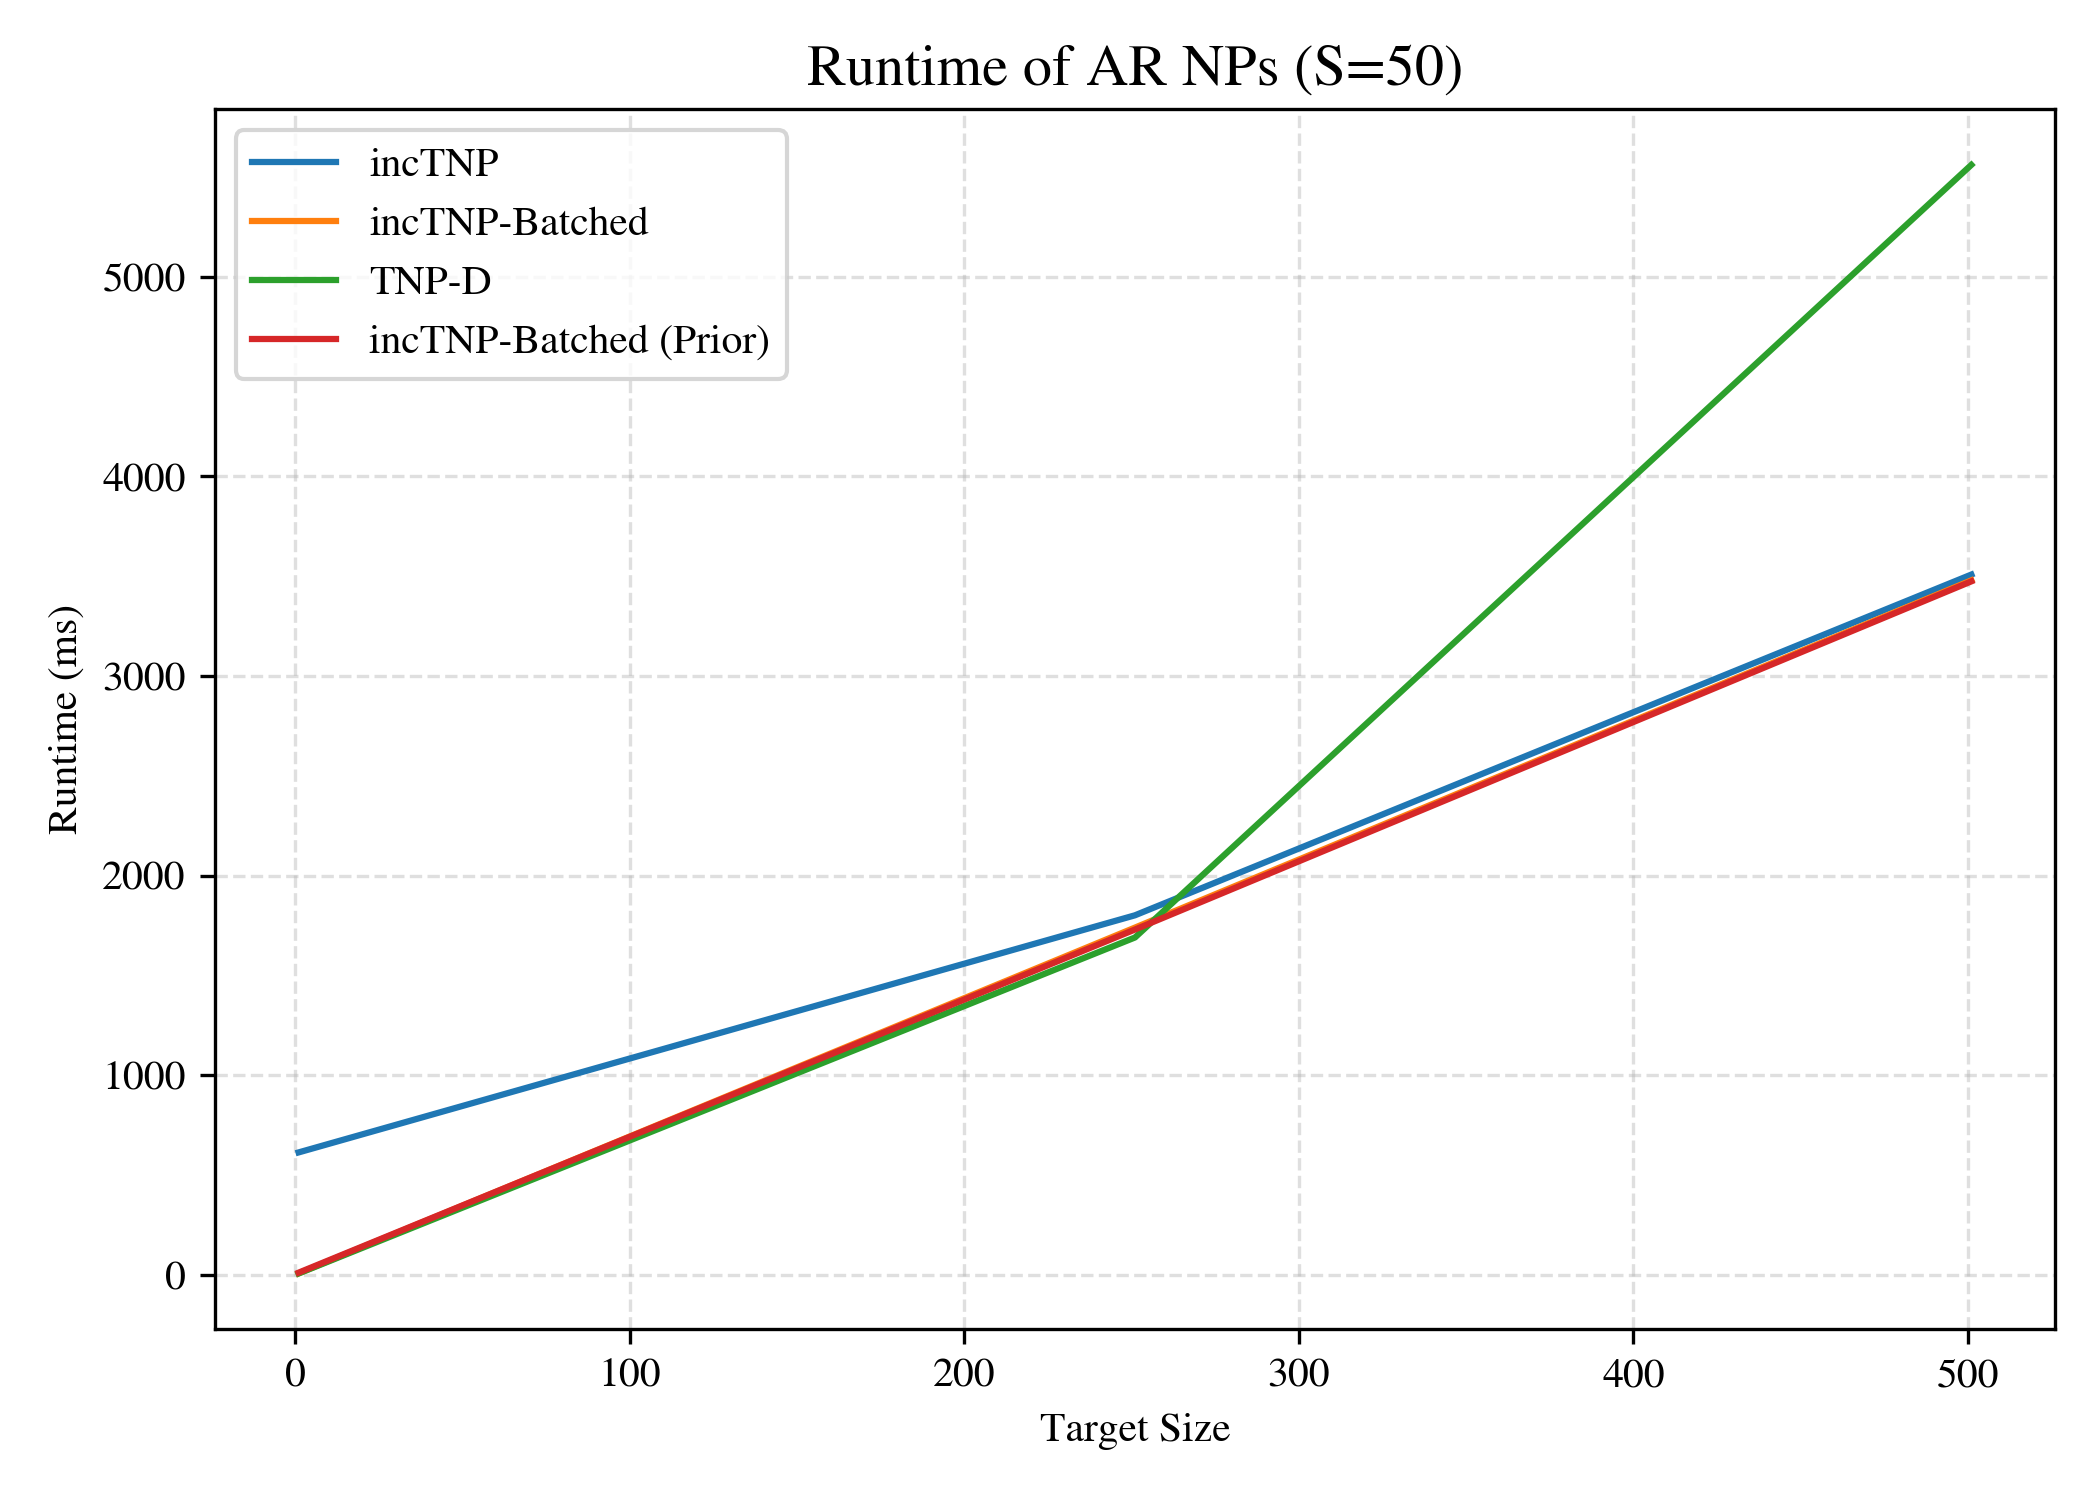 Runtime of AR NPs (S=50)
incTNP
incTNP-Batched
TNP-D
incTNP-Batched (Prior)
Runtime (ms)
5000
4000
3000
2000
1000
0
0 100 200 300 400 500
Target Size